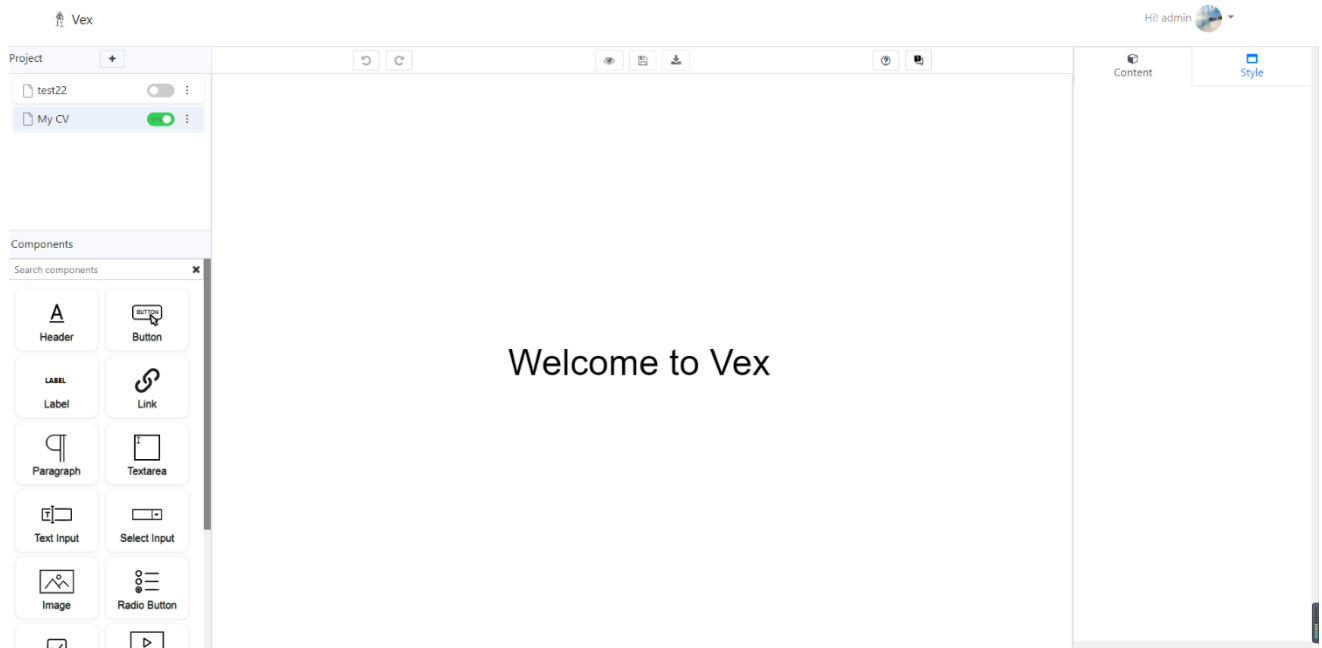 Vex
Hi! admin
Project
+
test22
My CV
Content
Style
Components
Search components
Header
BUTTON
Button
LABEL
Label
Link
Paragraph
Textarea
Text Input
Select Input
Image
Radio Button
Welcome to Vex